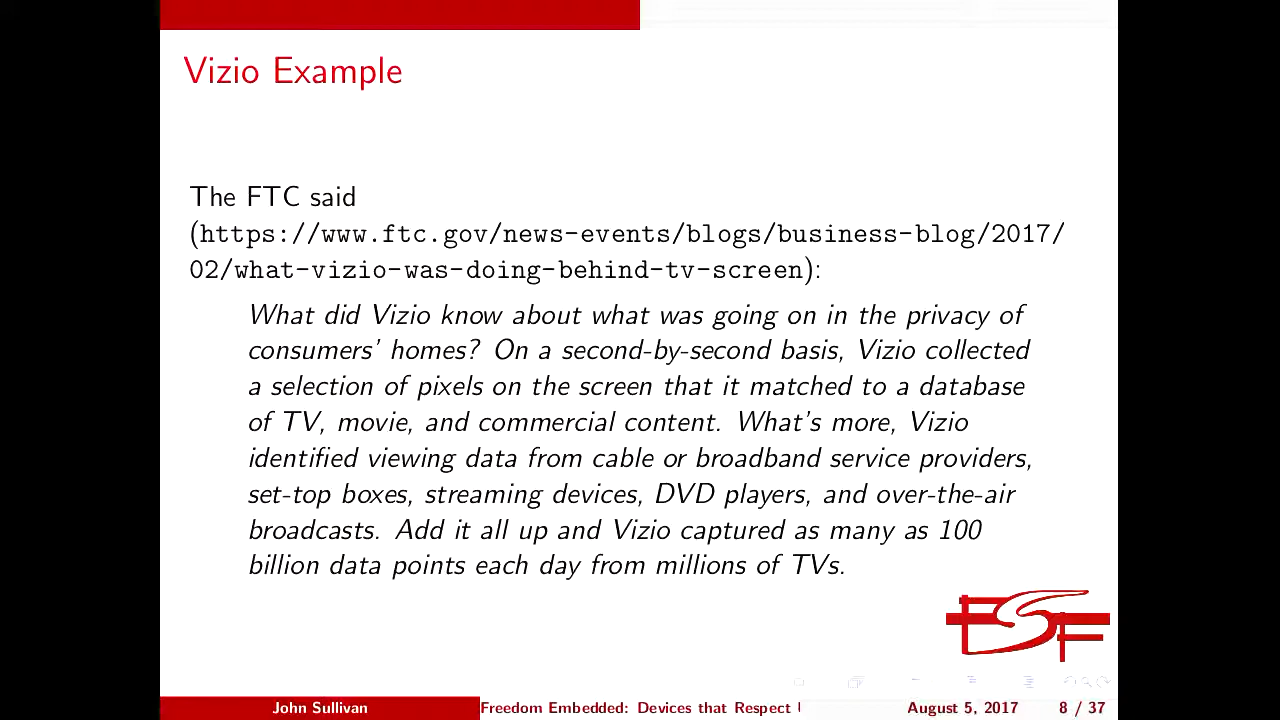 Vizio Example
The FTC said
(https://www.ftc.gov/news-events/blogs/business-blog/2017/
02/what-vizio-was-doing-behind-tv-screen):
What did Vizio know about what was going on in the privacy of
consumers' homes? On a second-by-second basis, Vizio collected
a selection of pixels on the screen that it matched to a database
of TV, movie, and commercial content. What's more, Vizio
identified viewing data from cable or broadband service providers,
set-top boxes, streaming devices, DVD players, and over-the-air
broadcasts. Add it all up and Vizio captured as many as 100
billion data points each day from millions of TVs.
FSF
John Sullivan Freedom Embedded: Devices that Respect August 5, 2017 8 / 37